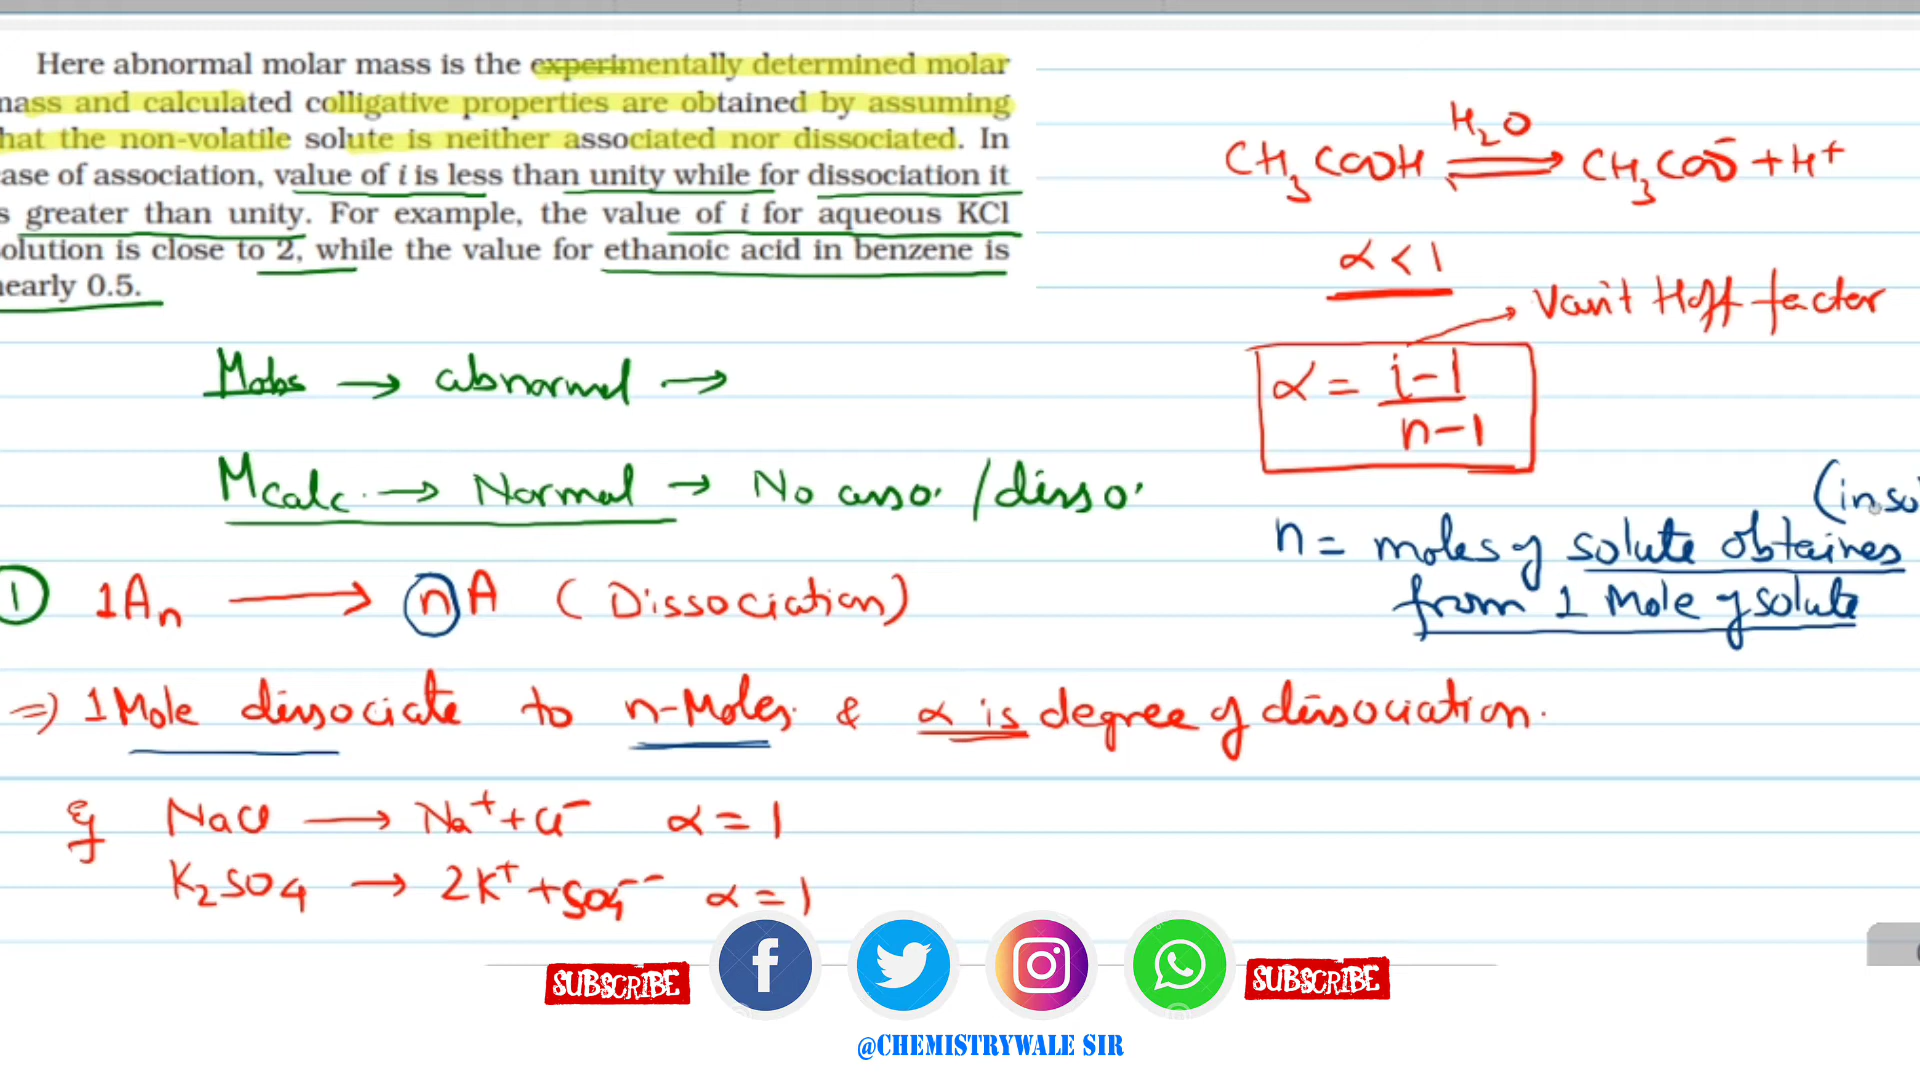 Here abnormal molar mass is the experimentally determined molar
nass and calculated colligative properties are obtained by assuming
hat the non-volatile solute is neither associated nor dissociated. In
ase of association, value of i is less than unity while for dissociation it
s greater than unity. For example, the value of i for aqueous KCl
olution is close to 2, while the value for ethanoic acid in benzene is
nearly 0.5.
CH3COOH ⇌ CH3COO⁻ + H⁺
H2O
α < 1
Van't Hoff factor
α = i-1 / n-1
Mobs → abnormal →
Mcalc. → Normal → No asso. / disso.
(inso
n = moles of solute obtaines
from 1 Mole of solute
1 1An → nA (Dissociation)
⇒ 1 Mole dissociate to n-Moles. & α is degree of dissociation.
eg NaCl → Na⁺ + Cl⁻ α = 1
K2SO4 → 2K⁺ + SO4⁻⁻ α = 1
SUBSCRIBE f SUBSCRIBE
@CHEMISTRYWALE SIR